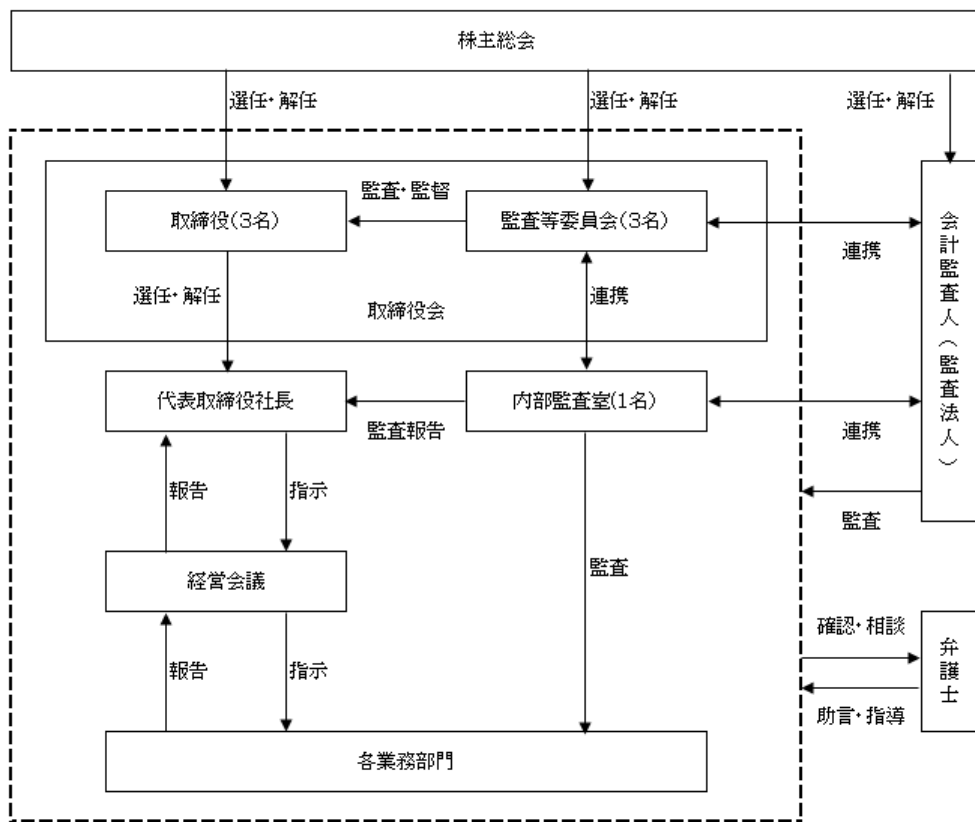 株主総会
選任・解任
選任・解任
選任・解任
監査・監督
取締役(3名)
監査等委員会(3名)
連携
選任・解任
連携
取締役会
会計監査人(監査法人)
代表取締役社長
内部監査室(1名)
監査報告
連携
報告
指示
監査
経営会議
監査
確認・相談
報告
指示
弁護士
助言・指導
各業務部門